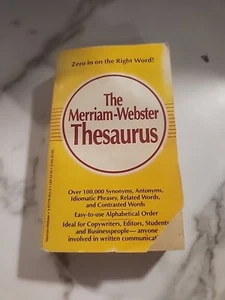 Zero in on the Right Word!
The
Merriam-Webster
Thesaurus
Over 100,000 Synonyms, Antonyms,
Idiomatic Phrases, Related Words,
and Contrasted Words
Easy-to-use Alphabetical Order
Ideal for Copywriters, Editors, Students
and Businesspeople—anyone
involved in written communicat